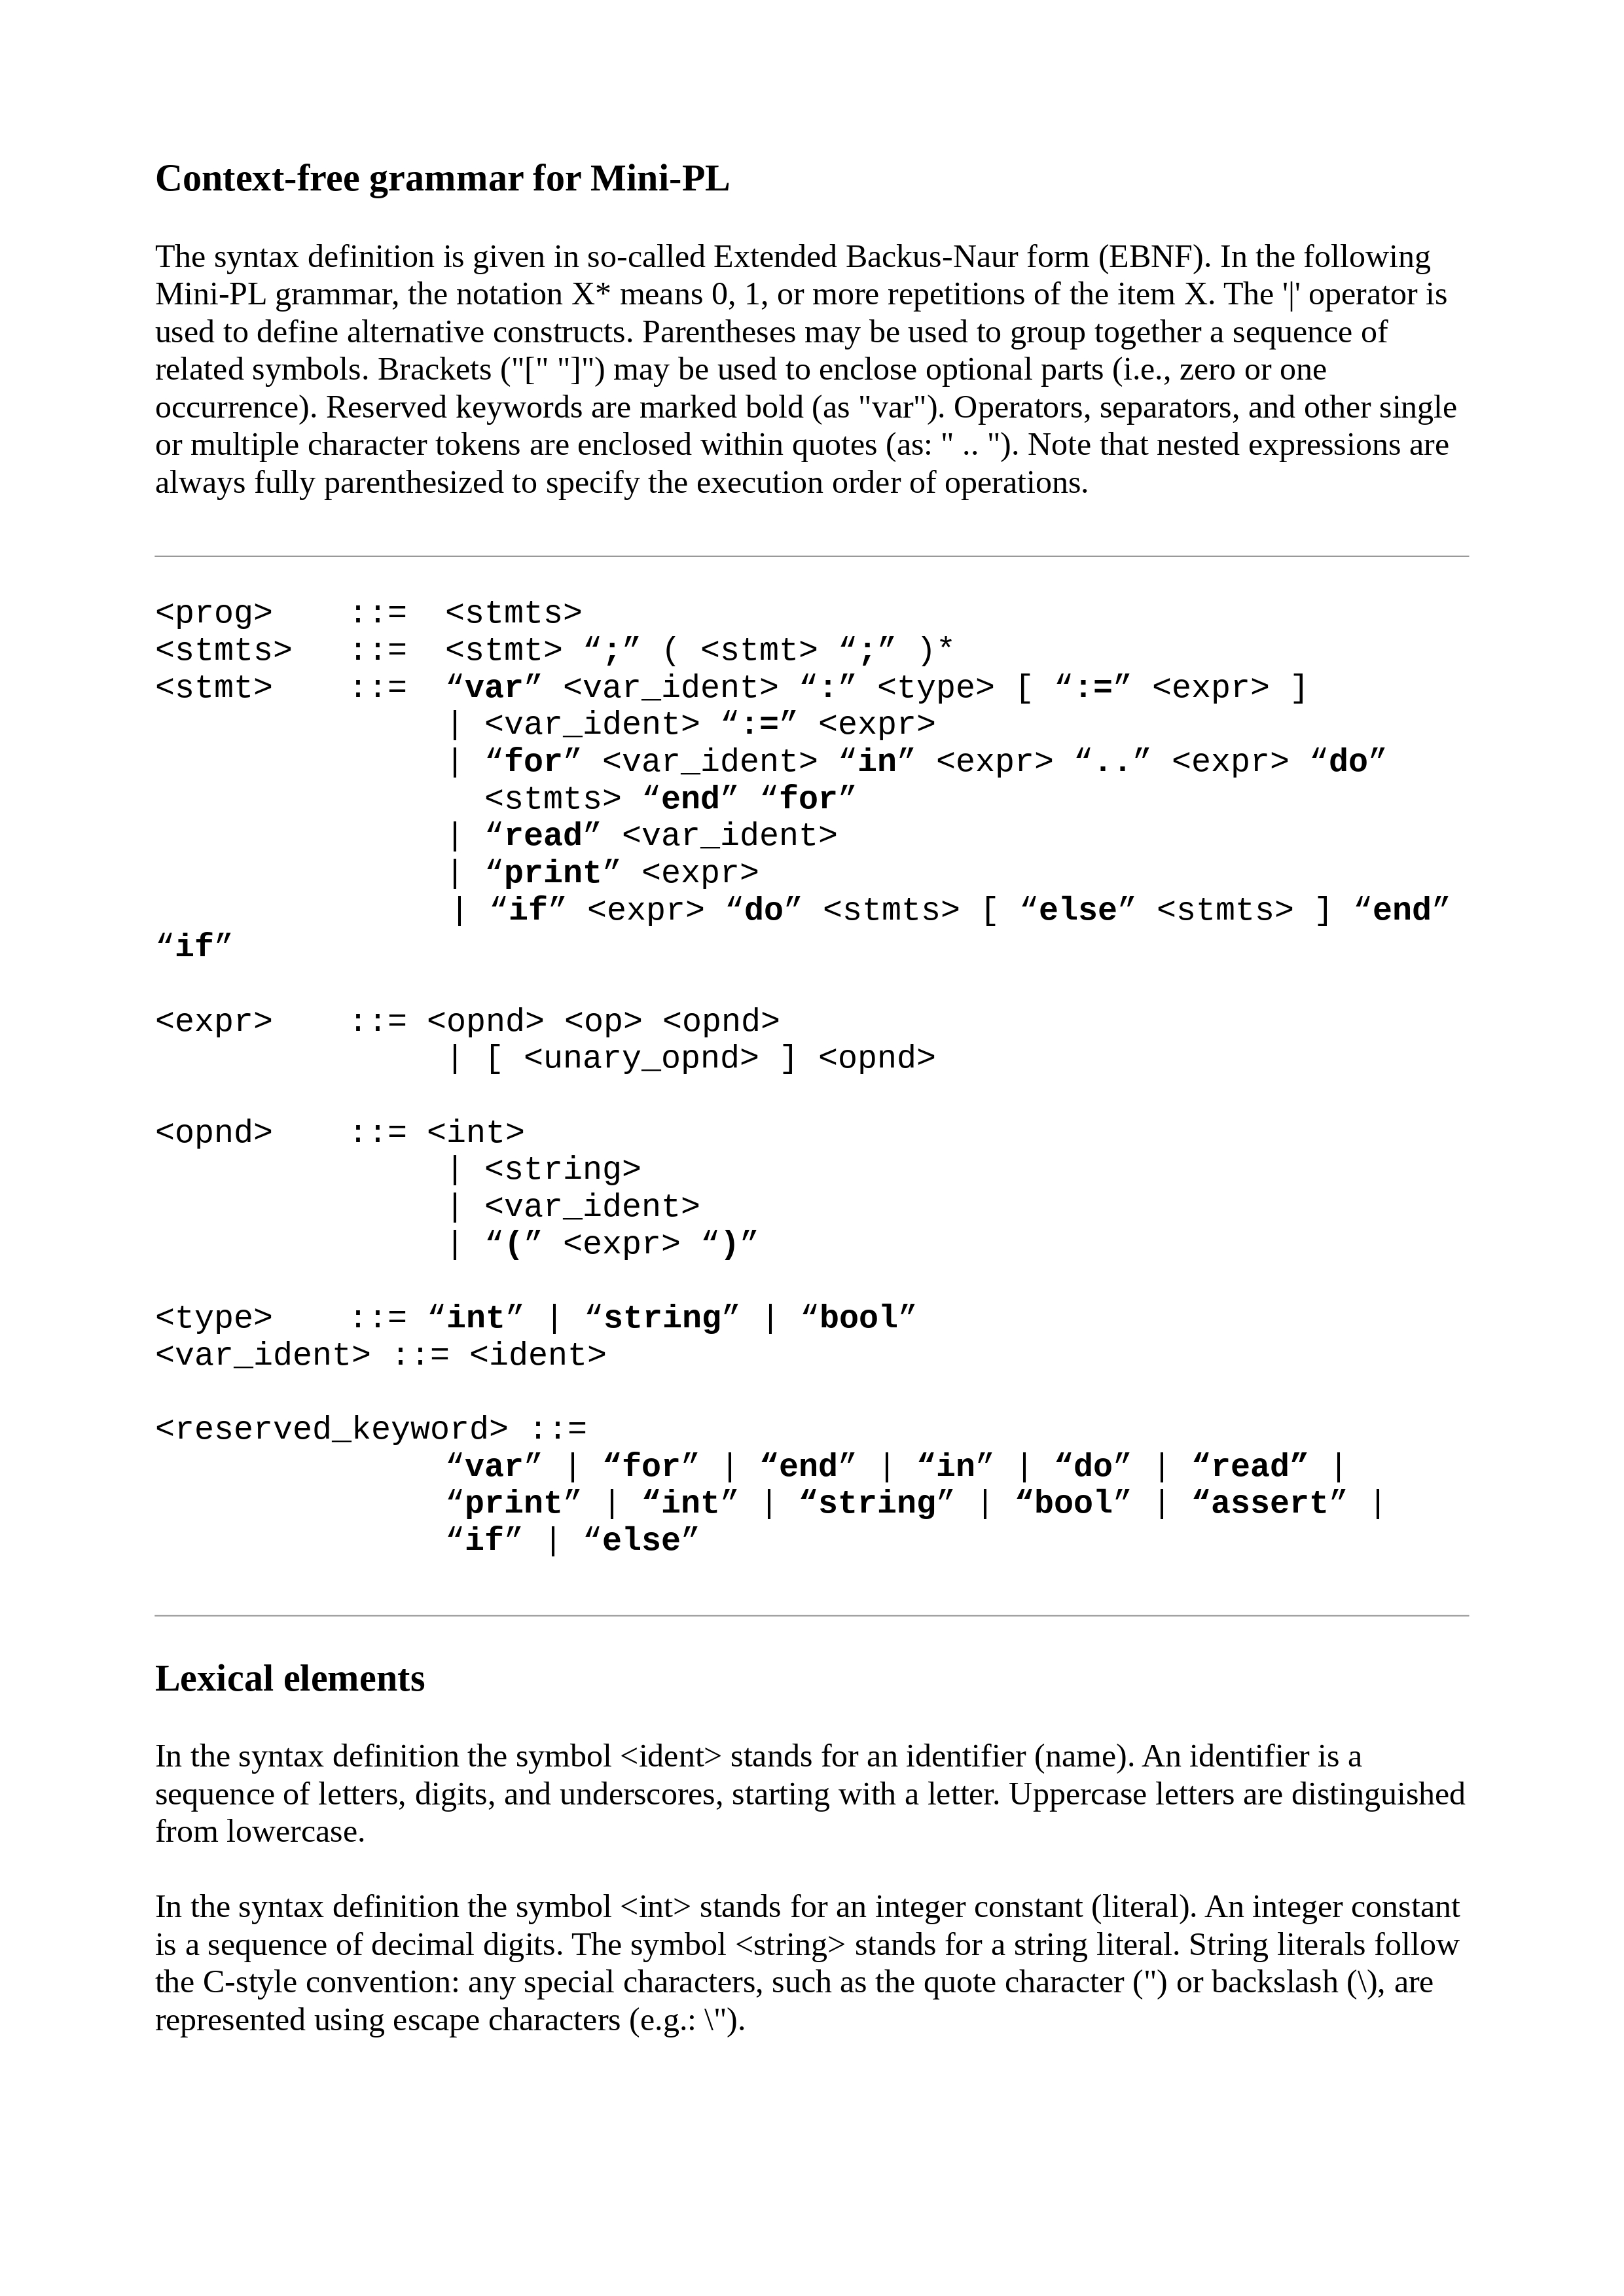 Context-free grammar for Mini-PL
The syntax definition is given in so-called Extended Backus-Naur form (EBNF). In the following
Mini-PL grammar, the notation X* means 0, 1, or more repetitions of the item X. The '|' operator is
used to define alternative constructs. Parentheses may be used to group together a sequence of
related symbols. Brackets ("[" "]") may be used to enclose optional parts (i.e., zero or one
occurrence). Reserved keywords are marked bold (as "var"). Operators, separators, and other single
or multiple character tokens are enclosed within quotes (as: " .. "). Note that nested expressions are
always fully parenthesized to specify the execution order of operations.
<prog>    ::=  <stmts>
<stmts>   ::=  <stmt> “;” ( <stmt> “;” )*
<stmt>    ::=  “var” <var_ident> “:” <type> [ “:=” <expr> ]
               | <var_ident> “:=” <expr>
               | “for” <var_ident> “in” <expr> “..” <expr> “do”
                 <stmts> “end” “for”
               | “read” <var_ident>
               | “print” <expr>
               | “if” <expr> “do” <stmts> [ “else” <stmts> ] “end”
“if”
<expr>    ::= <opnd> <op> <opnd>
               | [ <unary_opnd> ] <opnd>
<opnd>    ::= <int>
               | <string>
               | <var_ident>
               | “(” <expr> “)”
<type>    ::= “int” | “string” | “bool”
<var_ident> ::= <ident>
<reserved_keyword> ::=
               “var” | “for” | “end” | “in” | “do” | “read” |
               “print” | “int” | “string” | “bool” | “assert” |
               “if” | “else”
Lexical elements
In the syntax definition the symbol <ident> stands for an identifier (name). An identifier is a
sequence of letters, digits, and underscores, starting with a letter. Uppercase letters are distinguished
from lowercase.
In the syntax definition the symbol <int> stands for an integer constant (literal). An integer constant
is a sequence of decimal digits. The symbol <string> stands for a string literal. String literals follow
the C-style convention: any special characters, such as the quote character (") or backslash (\), are
represented using escape characters (e.g.: \").